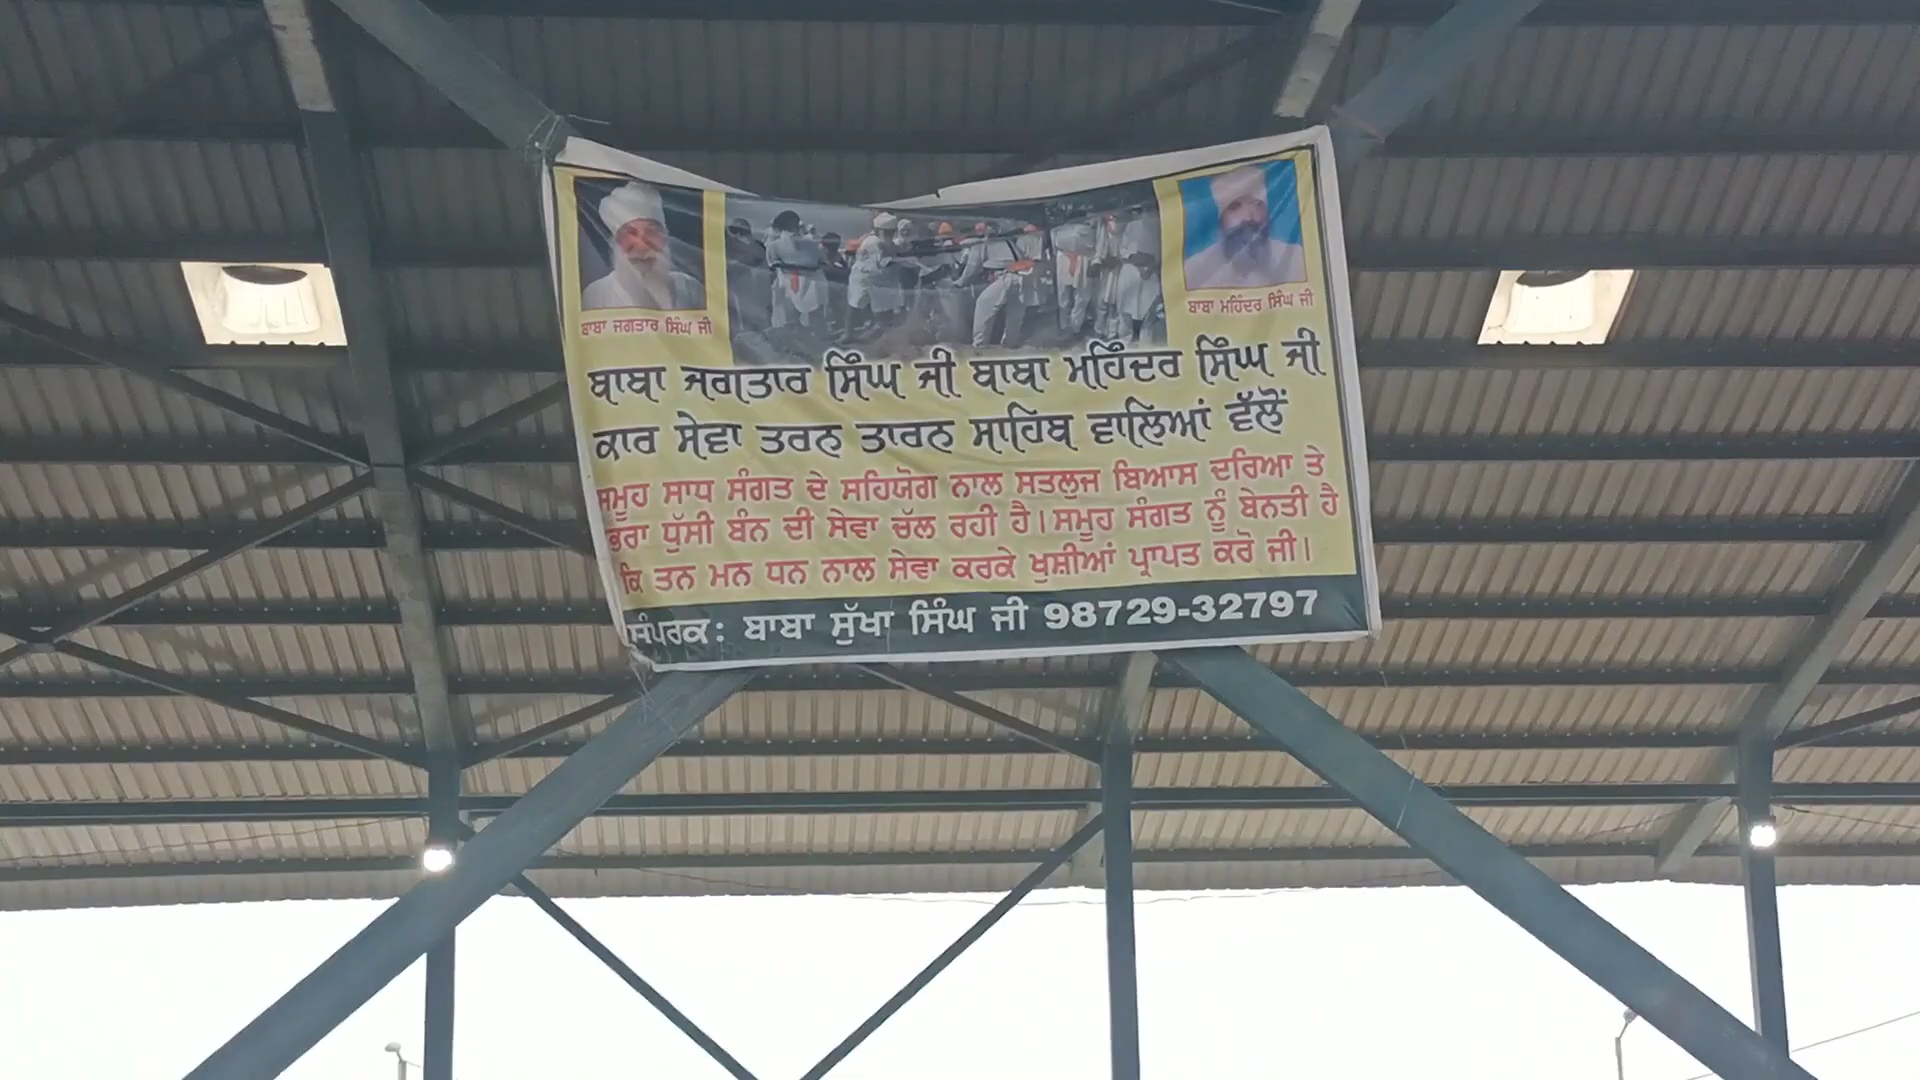 ਬਾਬਾ ਜਗਤਾਰ ਸਿੰਘ ਜੀ
ਬਾਬਾ ਮਹਿੰਦਰ ਸਿੰਘ ਜੀ
ਬਾਬਾ ਜਗਤਾਰ ਸਿੰਘ ਜੀ ਬਾਬਾ ਮਹਿੰਦਰ ਸਿੰਘ ਜੀ
ਕਾਰ ਸੇਵਾ ਤਰਨ ਤਾਰਨ ਸਾਹਿਬ ਵਾਲਿਆਂ ਵੱਲੋਂ
ਸਮੂਹ ਸਾਧ ਸੰਗਤ ਦੇ ਸਹਿਯੋਗ ਨਾਲ ਸਤਲੁਜ ਬਿਆਸ ਦਰਿਆ ਤੇ
ਭਰਾ ਧੁੱਸੀ ਬੰਨ ਦੀ ਸੇਵਾ ਚੱਲ ਰਹੀ ਹੈ। ਸਮੂਹ ਸੰਗਤ ਨੂੰ ਬੇਨਤੀ ਹੈ
ਕਿ ਤਨ ਮਨ ਧਨ ਨਾਲ ਸੇਵਾ ਕਰਕੇ ਖੁਸ਼ੀਆਂ ਪ੍ਰਾਪਤ ਕਰੋ ਜੀ।
ਸੰਪਰਕ: ਬਾਬਾ ਸੁੱਖਾ ਸਿੰਘ ਜੀ 98729-32797